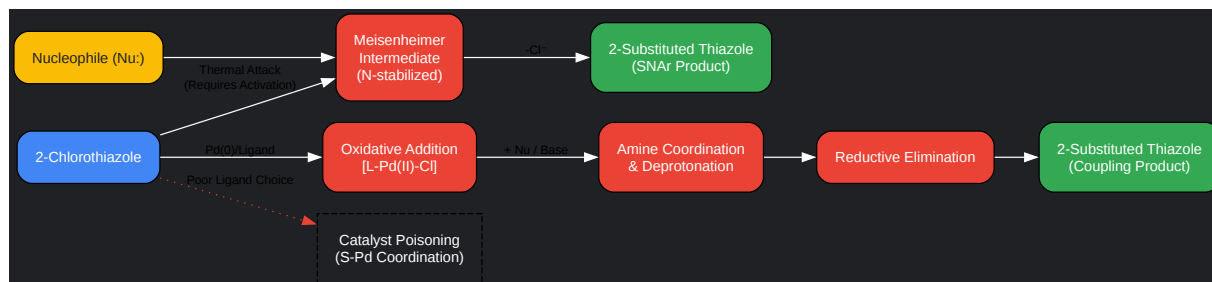 Nucleophile (Nu:)
Thermal Attack
(Requires Activation)
Meisenheimer
Intermediate
(N-stabilized)
-Cl⁻
2-Substituted Thiazole
(SNAr Product)
2-Chlorothiazole
Pd(0)/Ligand
Oxidative Addition
[L-Pd(II)-Cl]
+ Nu / Base
Amine Coordination
& Deprotonation
Reductive Elimination
2-Substituted Thiazole
(Coupling Product)
Poor Ligand Choice
Catalyst Poisoning
(S-Pd Coordination)